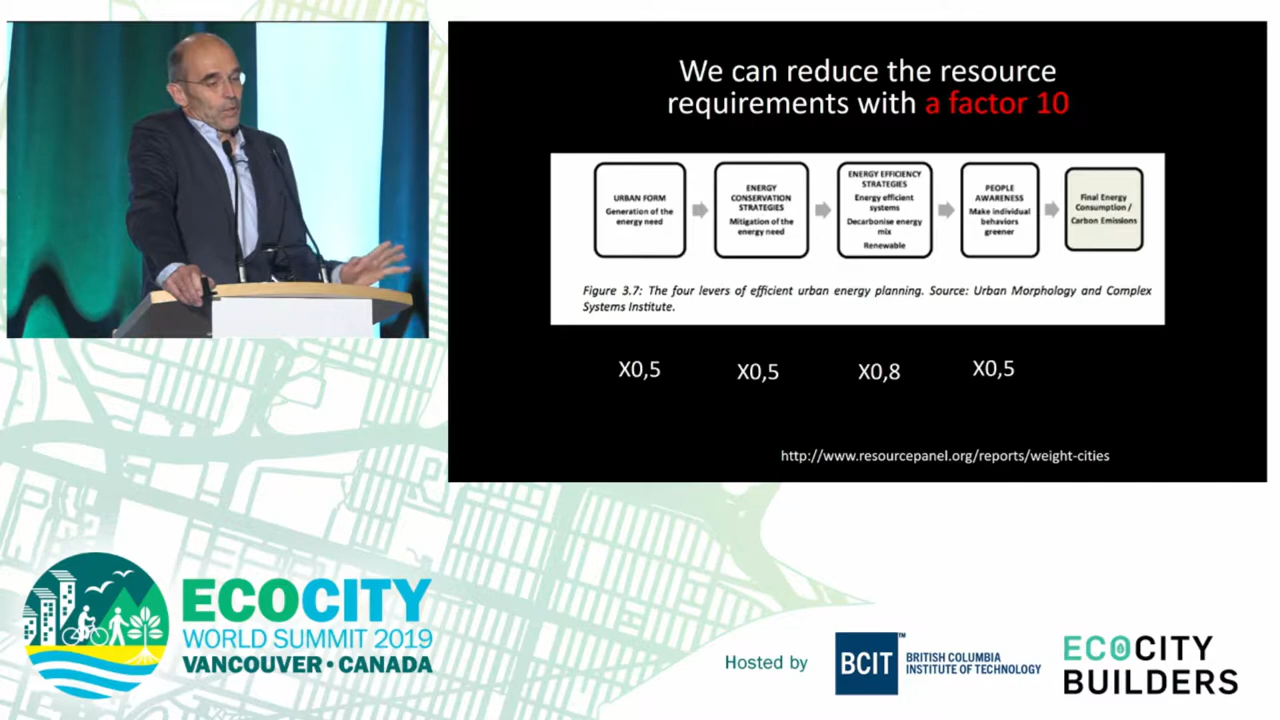 We can reduce the resource
requirements with a factor 10
URBAN FORM
Generation of the
energy need
ENERGY
CONSERVATION
STRATEGIES
Mitigation of the
energy need
ENERGY EFFICIENCY
STRATEGIES
Energy efficient
systems
Decarbonise energy
mix
Renewable
PEOPLE
AWARENESS
Make individual
behaviors
greener
Final Energy
Consumption /
Carbon Emissions
Figure 3.7: The four levers of efficient urban energy planning. Source: Urban Morphology and Complex
Systems Institute.
X0,5
X0,5
X0,8
X0,5
http://www.resourcepanel.org/reports/weight-cities
ECOCITY
WORLD SUMMIT 2019
VANCOUVER • CANADA
Hosted by
BCIT™
BRITISH COLUMBIA
INSTITUTE OF TECHNOLOGY
ECOCITY
BUILDERS